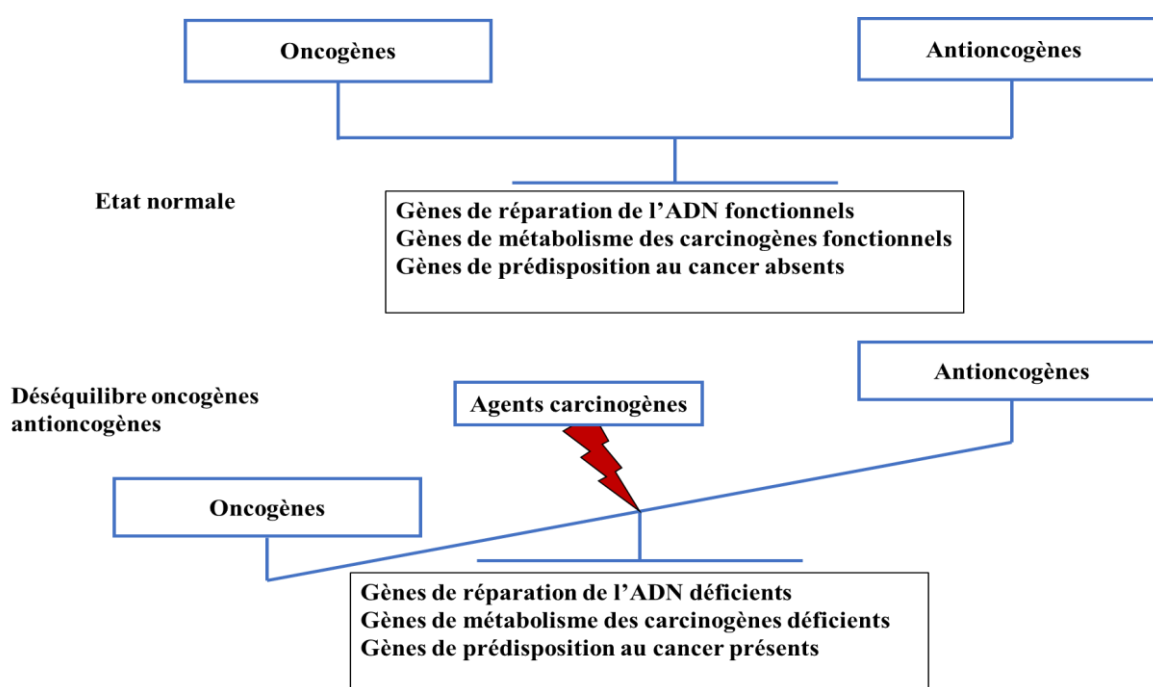 Oncogènes
Antioncogènes
Etat normale
Gènes de réparation de l'ADN fonctionnels
Gènes de métabolisme des carcinogènes fonctionnels
Gènes de prédisposition au cancer absents
Antioncogènes
Déséquilibre oncogènes
antioncogènes
Agents carcinogènes
Oncogènes
Gènes de réparation de l'ADN déficients
Gènes de métabolisme des carcinogènes déficients
Gènes de prédisposition au cancer présents